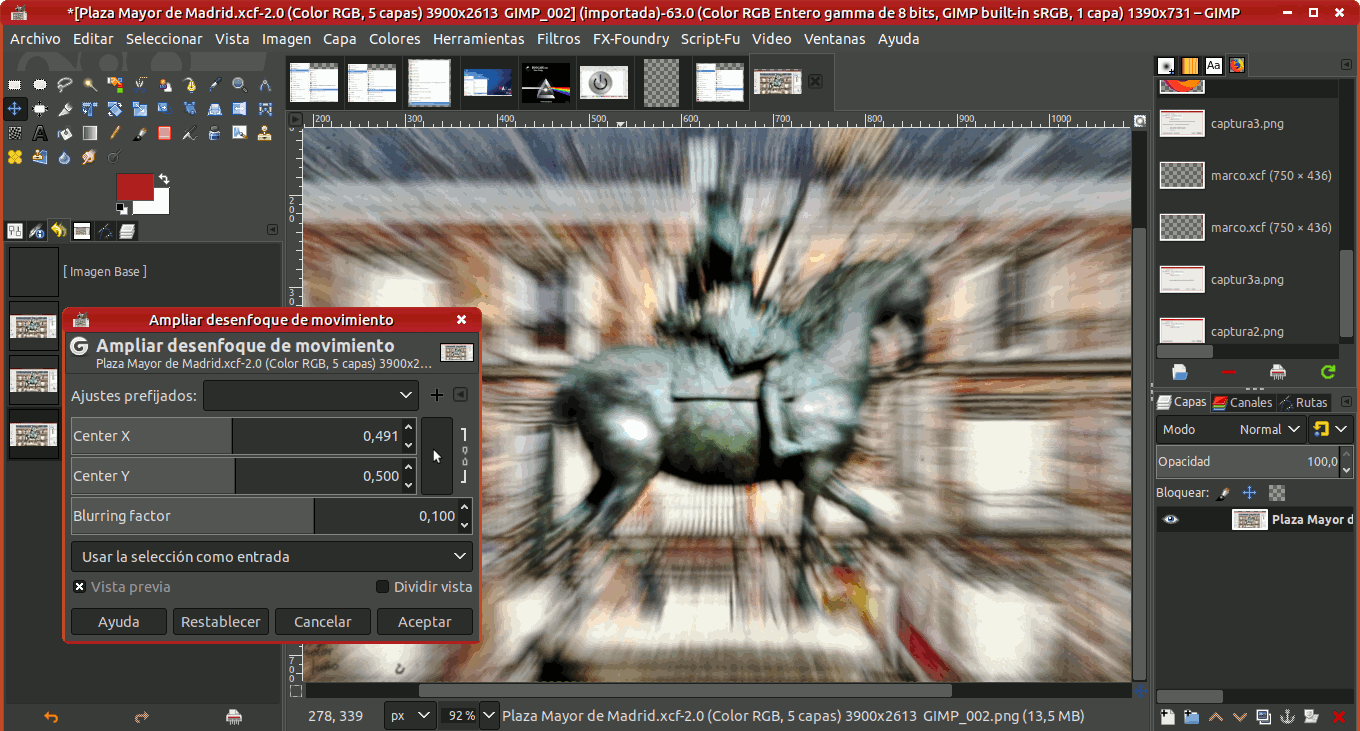 *[Plaza Mayor de Madrid.xcf-2.0 (Color RGB, 5 capas) 3900x2613 GIMP_002] (importada)-63.0 (Color RGB Entero gamma de 8 bits, GIMP built-in sRGB, 1 capa) 1390x731 – GIMP
Archivo Editar Seleccionar Vista Imagen Capa Colores Herramientas Filtros FX-Foundry Script-Fu Video Ventanas Ayuda
Aa
200 300 400 500 600 700 800 900 1000
captura3.png
marco.xcf (750 × 436)
marco.xcf (750 × 436)
captur3a.png
captura2.png
[ Imagen Base ]
Ampliar desenfoque de movimiento
Ampliar desenfoque de movimiento
Plaza Mayor de Madrid.xcf-2.0 (Color RGB, 5 capas) 3900x2...
Ajustes prefijados:
Center X 0,491
Center Y 0,500
Blurring factor 0,100
Usar la selección como entrada
Vista previa Dividir vista
Ayuda Restablecer Cancelar Aceptar
Capas Canales Rutas
Modo Normal
Opacidad 100,0
Bloquear:
Plaza Mayor d
278, 339 px 92 % Plaza Mayor de Madrid.xcf-2.0 (Color RGB, 5 capas) 3900x2613 GIMP_002.png (13,5 MB)